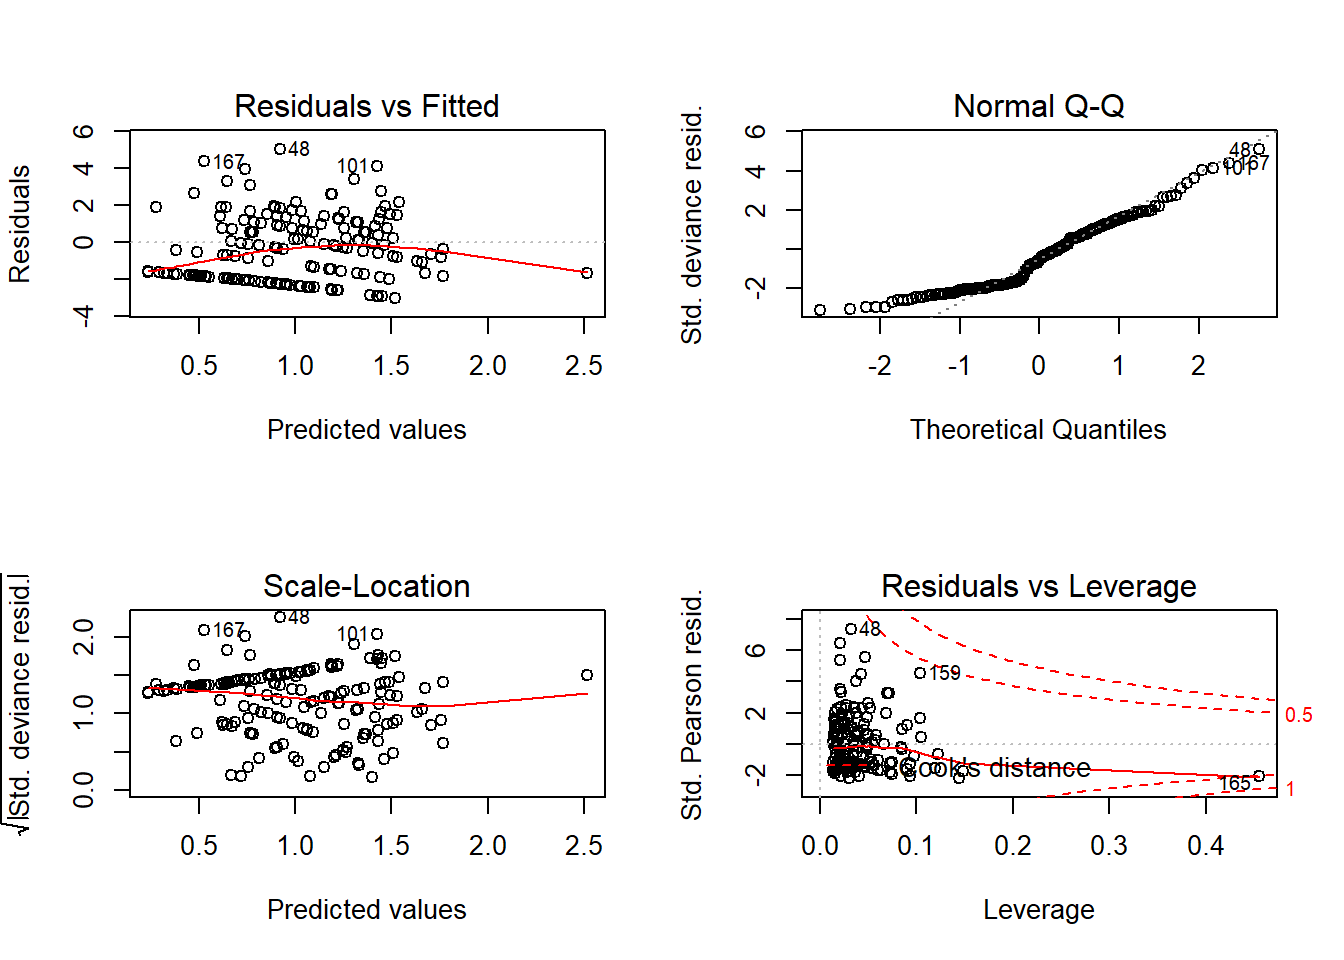 Residuals vs Fitted
Residuals
6
4
2
0
-4
48
167
101
0.5 1.0 1.5 2.0 2.5
Predicted values
Normal Q-Q
Std. deviance resid.
6
4
2
-2
48
167
101
-2 -1 0 1 2
Theoretical Quantiles
Scale-Location
√|Std. deviance resid.|
2.0
1.0
0.0
48
167
101
0.5 1.0 1.5 2.0 2.5
Predicted values
Residuals vs Leverage
Std. Pearson resid.
6
2
-2
48
159
165
Cook's distance
0.5
1
0.0 0.1 0.2 0.3 0.4
Leverage